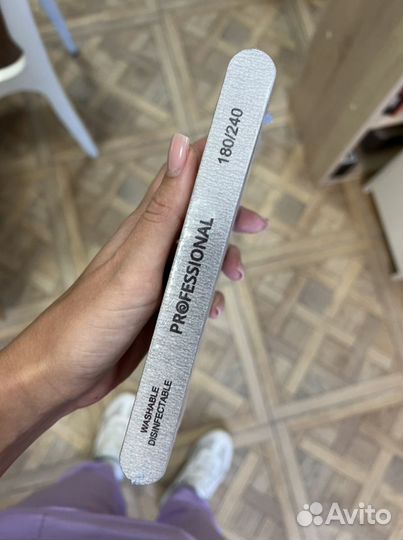 180/240
PROFESSIONAL
WASHABLE
DISINFECTABLE
Avito